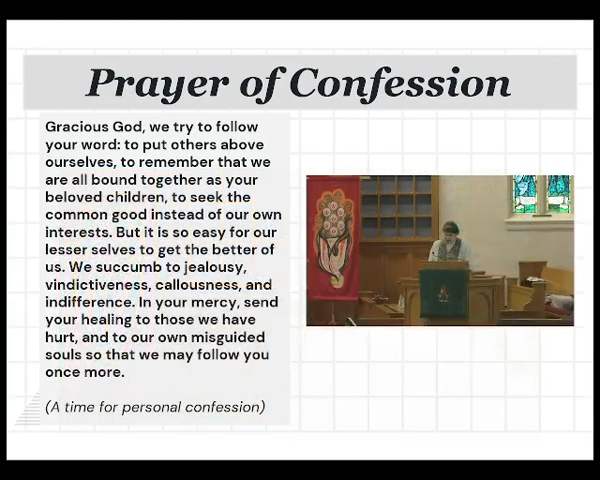 Prayer of Confession
Gracious God, we try to follow
your word: to put others above
ourselves, to remember that we
are all bound together as your
beloved children, to seek the
common good instead of our own
interests. But it is so easy for our
lesser selves to get the better of
us. We succumb to jealousy,
vindictiveness, callousness, and
indifference. In your mercy, send
your healing to those we have
hurt, and to our own misguided
souls so that we may follow you
once more.
(A time for personal confession)